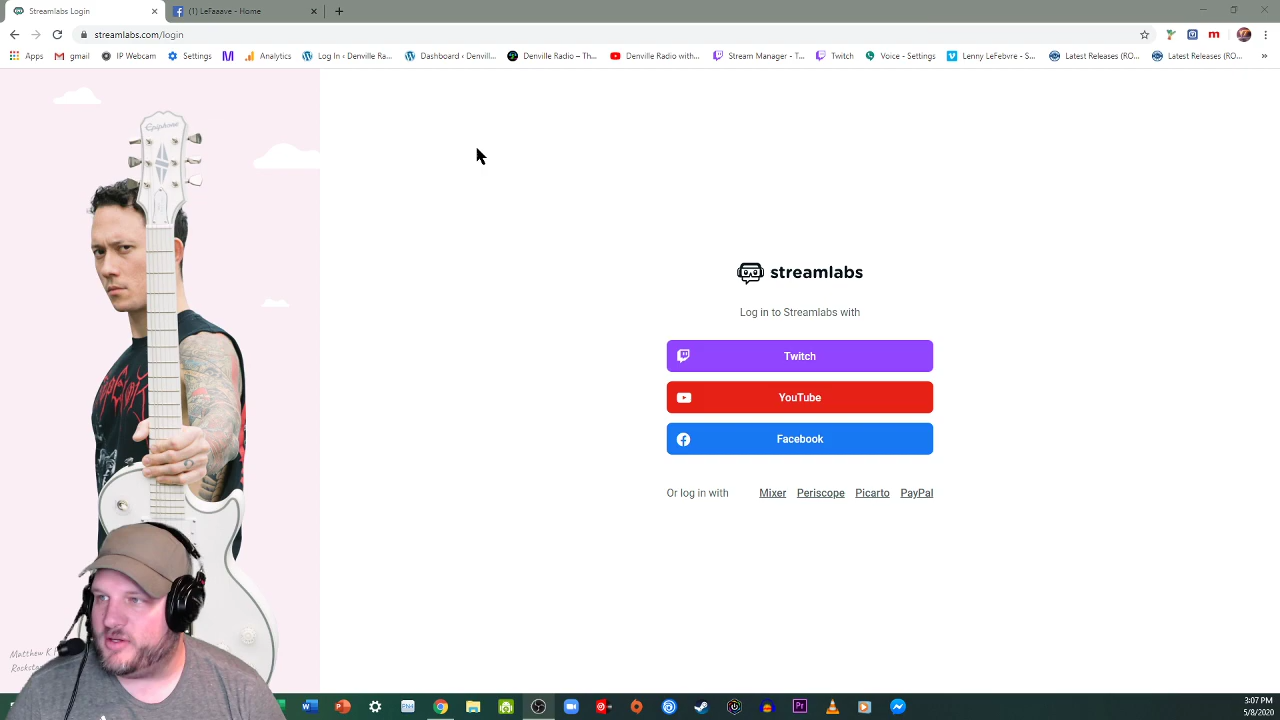 Streamlabs Login
(1) LeFaaave - Home
streamlabs.com/login
Apps gmail IP Webcam Settings Analytics Log In ‹ Denville Ra... Dashboard ‹ Denvill... Denville Radio – Th... Denville Radio with... Stream Manager - T... Twitch Voice - Settings Lenny LeFebvre - S... Latest Releases (RO... Latest Releases (RO... »
Epiphone
streamlabs
Log in to Streamlabs with
Twitch
YouTube
Facebook
Or log in with Mixer Periscope Picarto PayPal
Matthew K
Rocksta
3:07 PM
5/8/2020